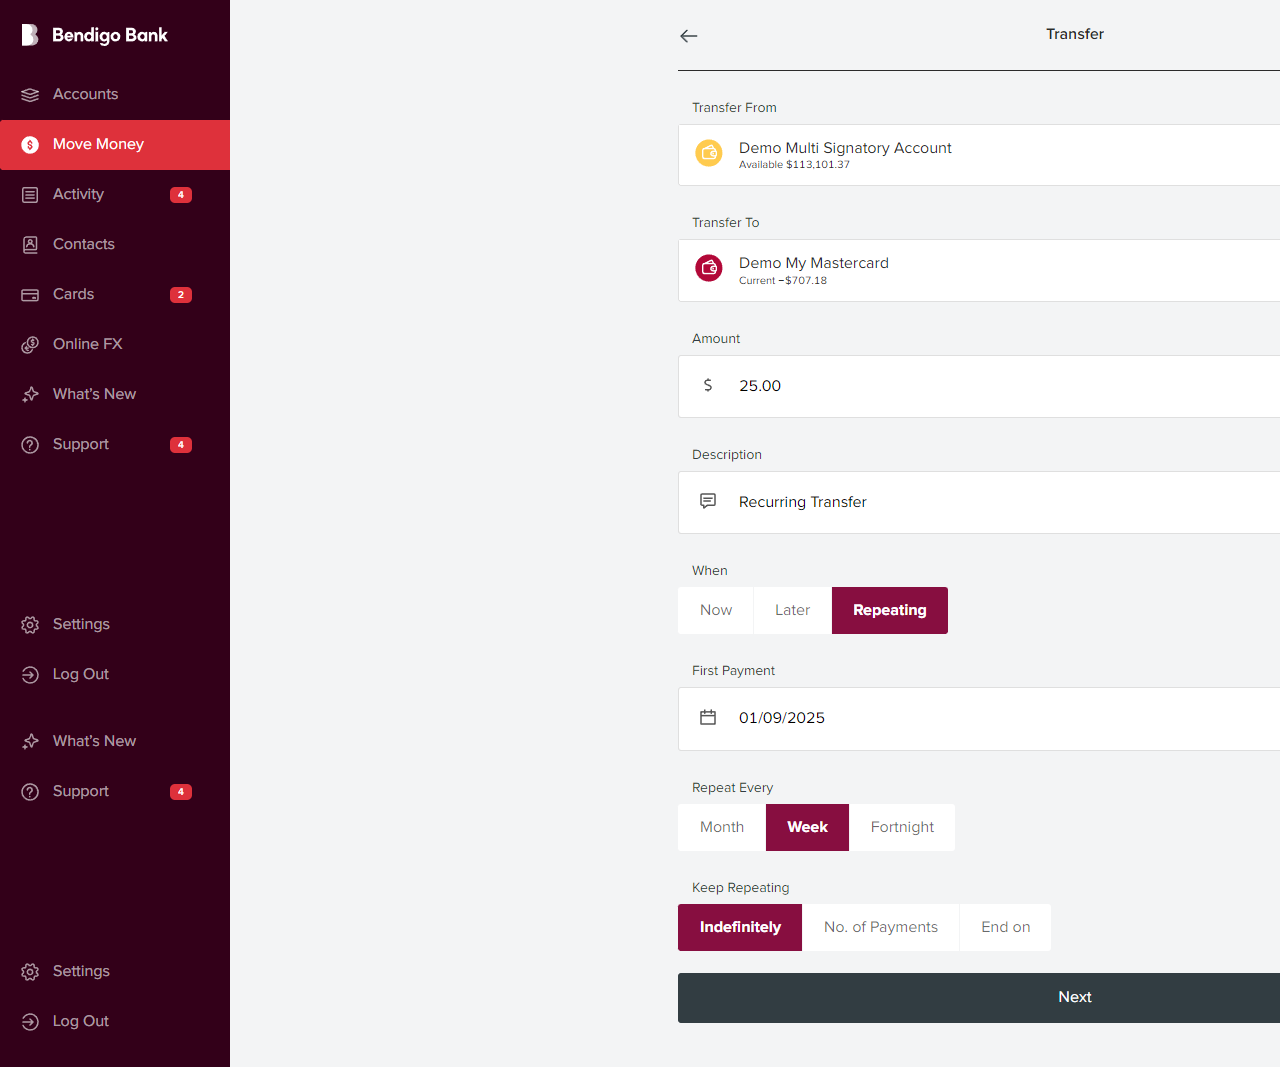 Bendigo Bank
Accounts
Move Money
Activity 4
Contacts
Cards 2
Online FX
What's New
Support 4
Settings
Log Out
What's New
Support 4
Settings
Log Out
Transfer
Transfer From
Demo Multi Signatory Account
Available $113,101.37
Transfer To
Demo My Mastercard
Current −$707.18
Amount
$ 25.00
Description
Recurring Transfer
When
Now Later Repeating
First Payment
01/09/2025
Repeat Every
Month Week Fortnight
Keep Repeating
Indefinitely No. of Payments End on
Next